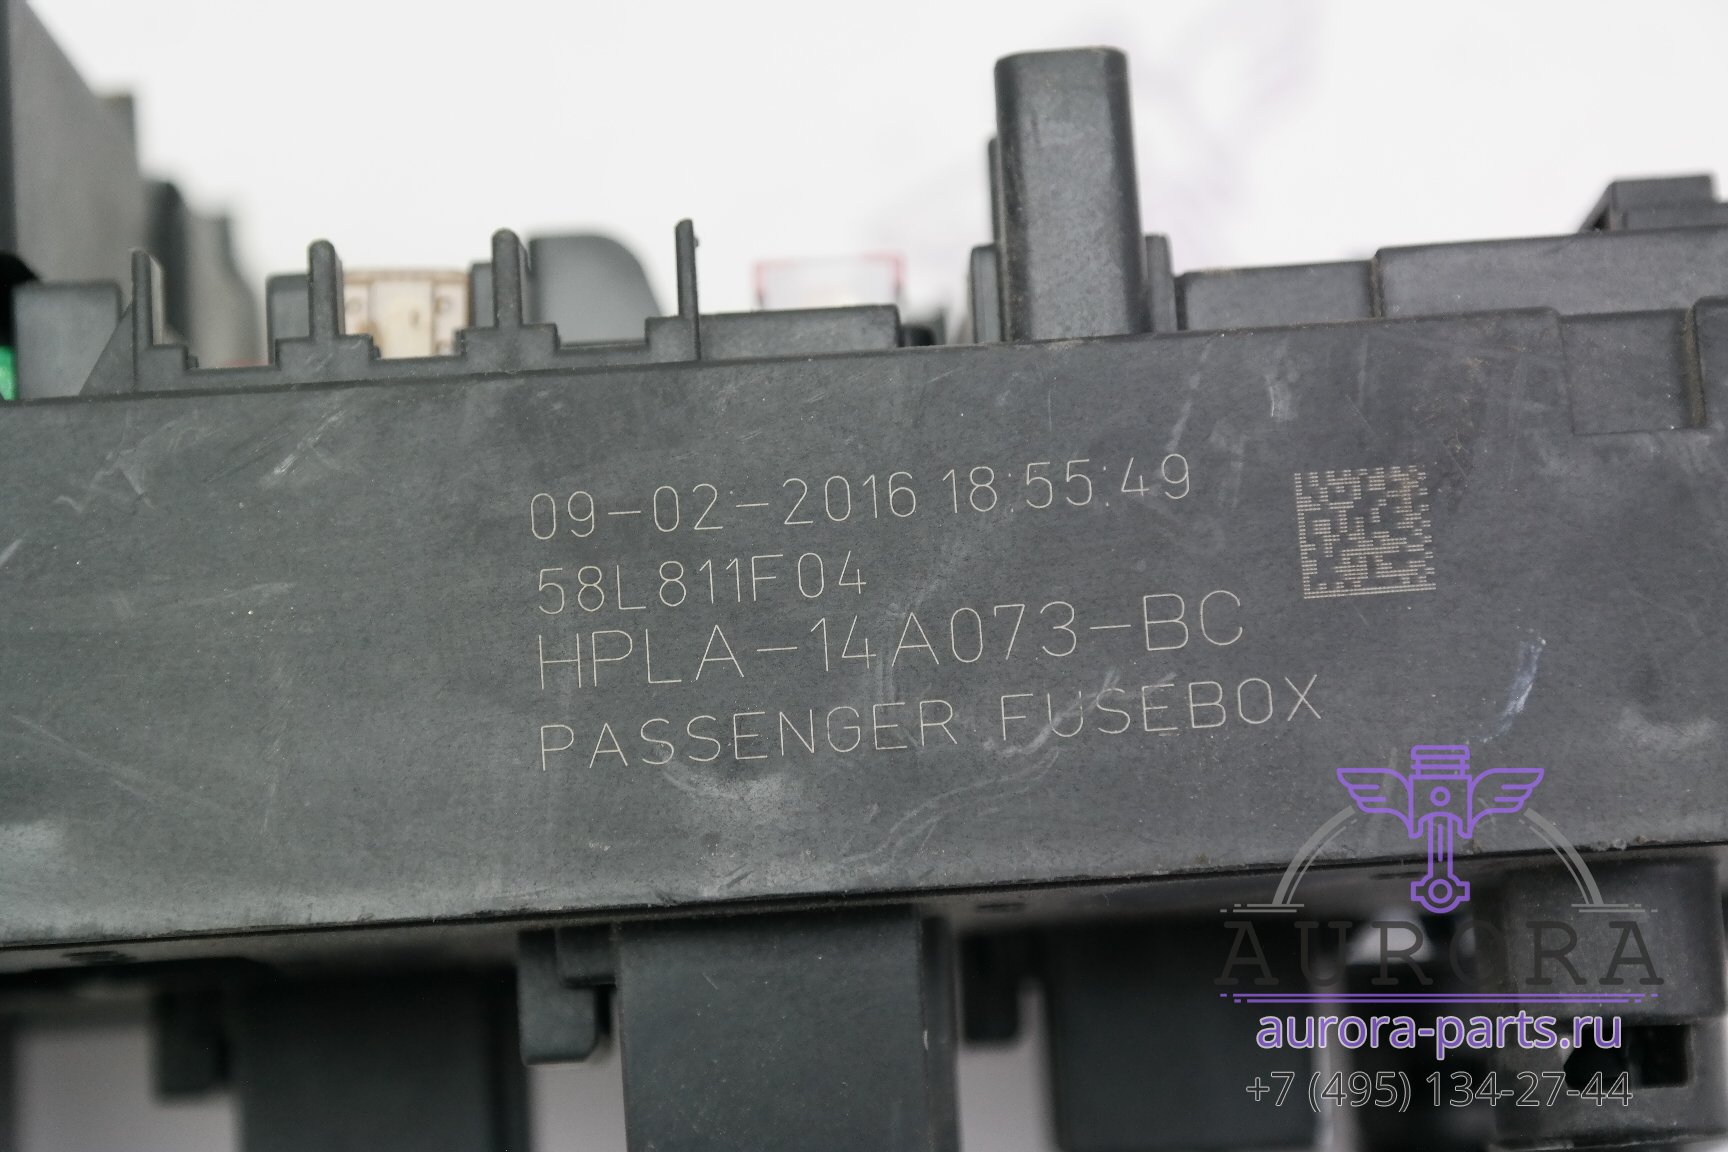 09-02-2016 18:55:49
58L811F04
HPLA-14A073-BC
PASSENGER FUSEBOX
AURORA
aurora-parts.ru
+7 (495) 134-27-44